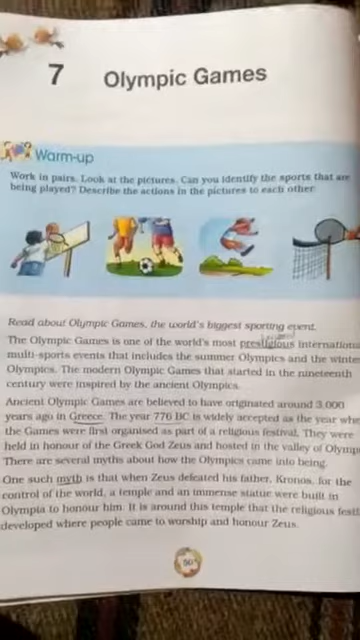 7 Olympic Games
Warm-up
Work in pairs. Look at the pictures. Can you identify the sports that are
being played? Describe the actions in the pictures to each other.
Read about Olympic Games, the world's biggest sporting event.
The Olympic Games is one of the world's most prestigious internationa
multi-sports events that includes the summer Olympics and the winte
Olympics. The modern Olympic Games that started in the nineteenth
century were inspired by the ancient Olympics.
Ancient Olympic Games are believed to have originated around 3,000
years ago in Greece. The year 776 BC is widely accepted as the year whe
the Games were first organised as part of a religious festival. They were
held in honour of the Greek God Zeus and hosted in the valley of Olymp
There are several myths about how the Olympics came into being.
One such myth is that when Zeus defeated his father, Kronos, for the
control of the world, a temple and an immense statue were built in
Olympia to honour him. It is around this temple that the religious festi
developed where people came to worship and honour Zeus.
50